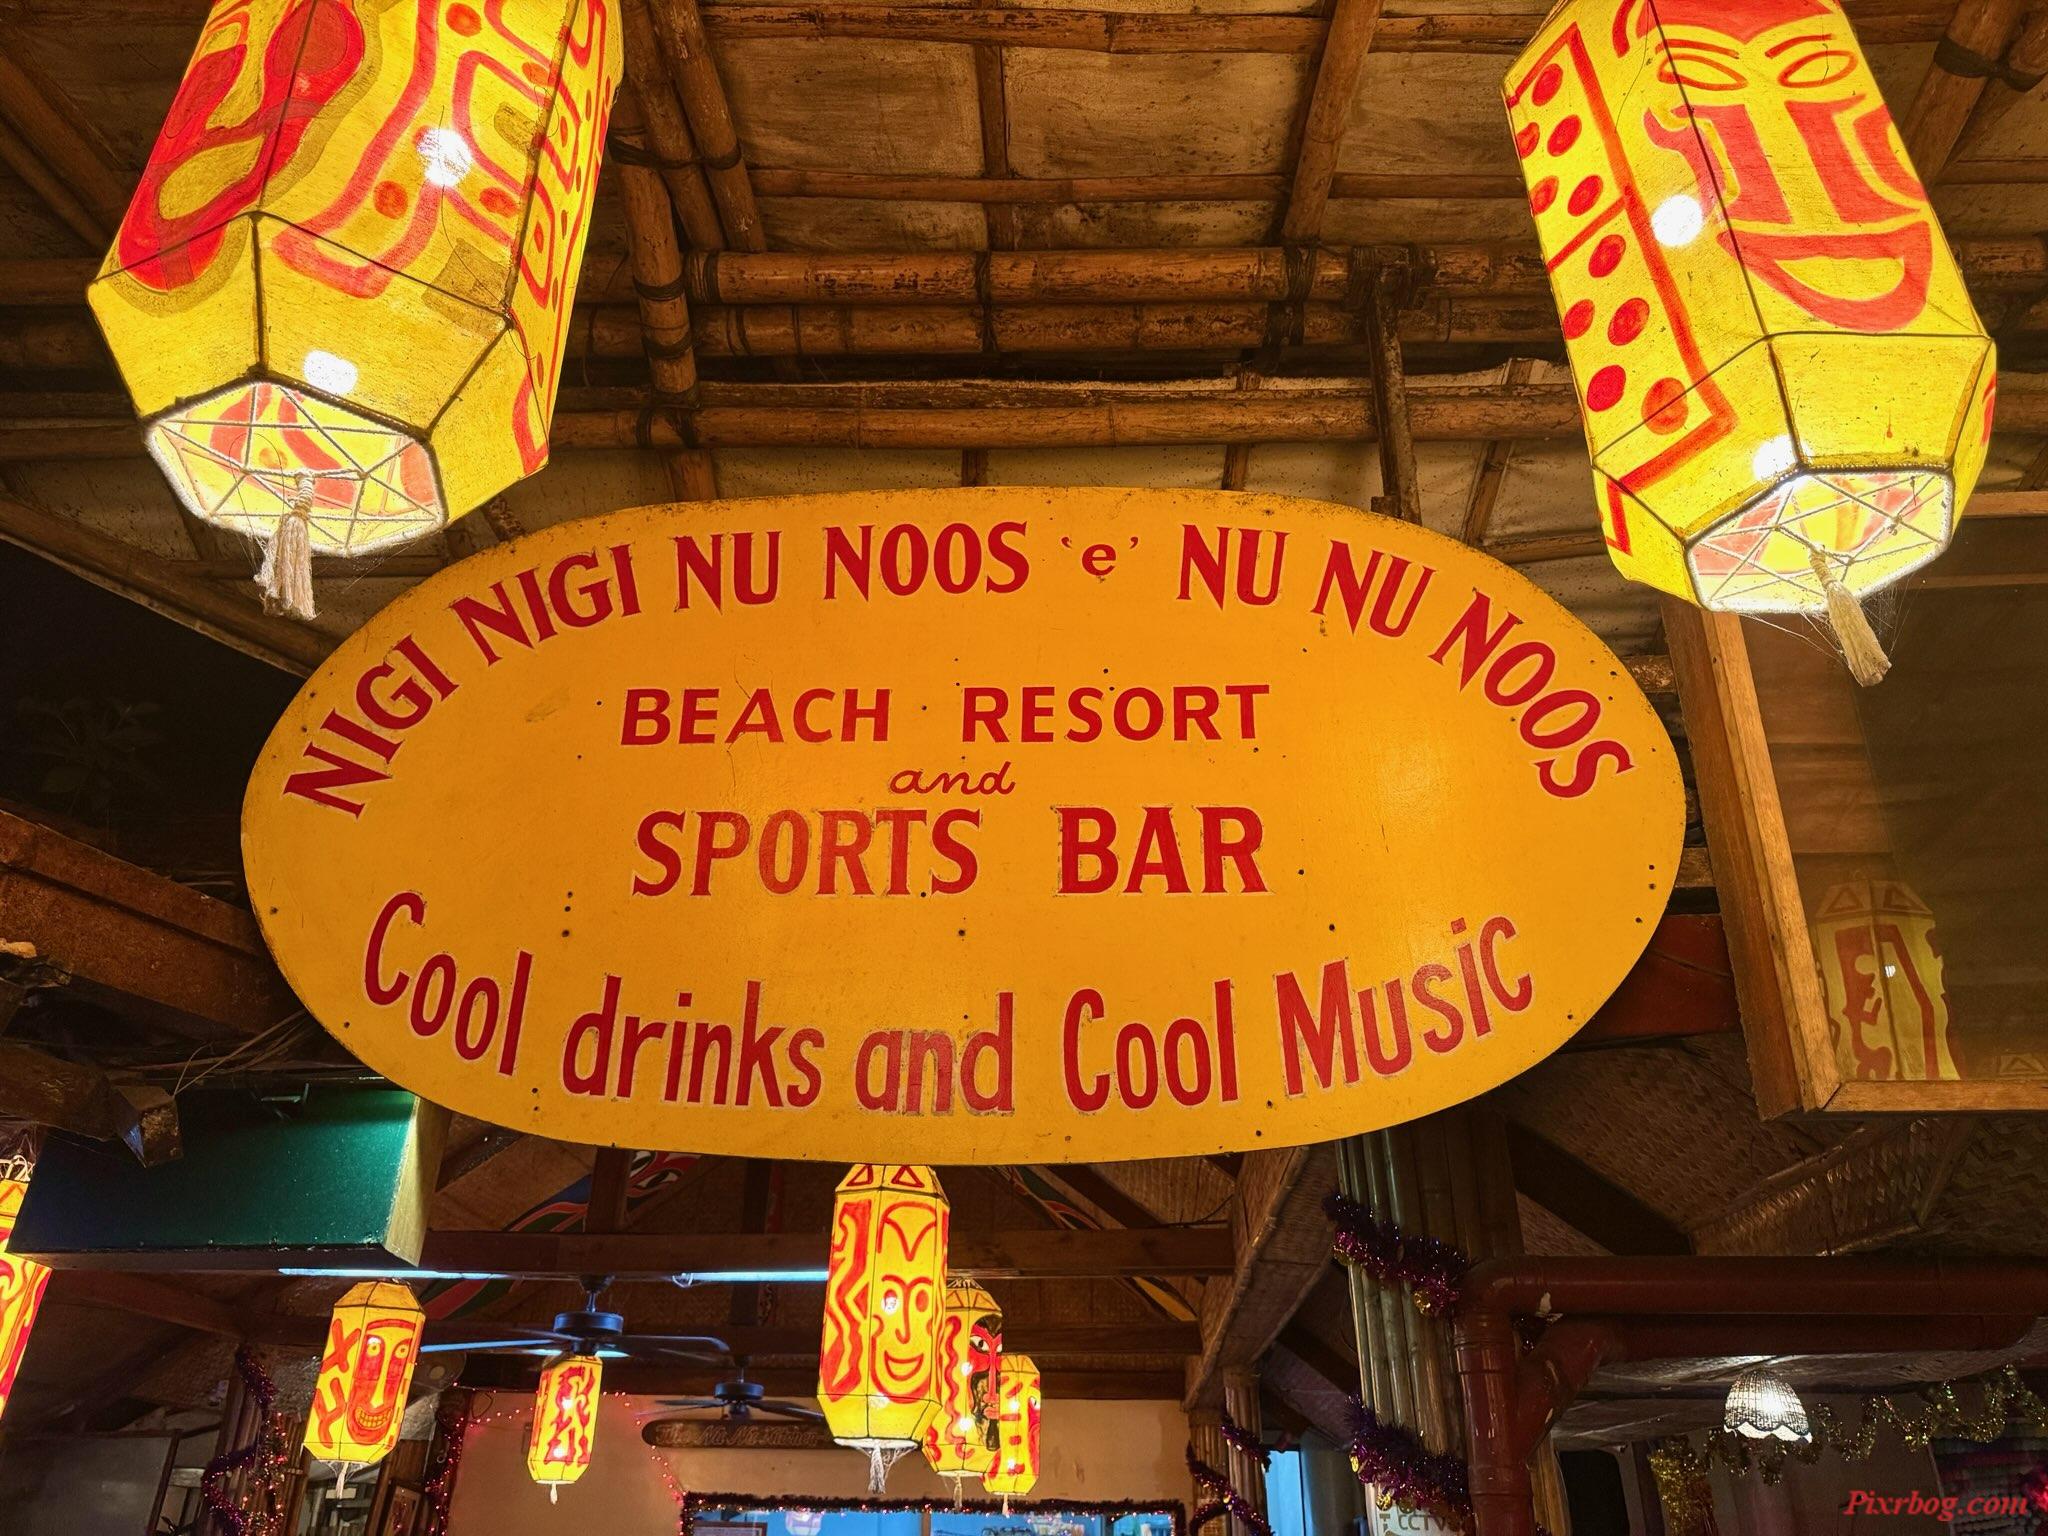 NIGI NIGI NU NOOS 'e' NU NU NOOS
BEACH RESORT
and
SPORTS BAR
Cool drinks and Cool Music
CCTV
Pixrbog.com